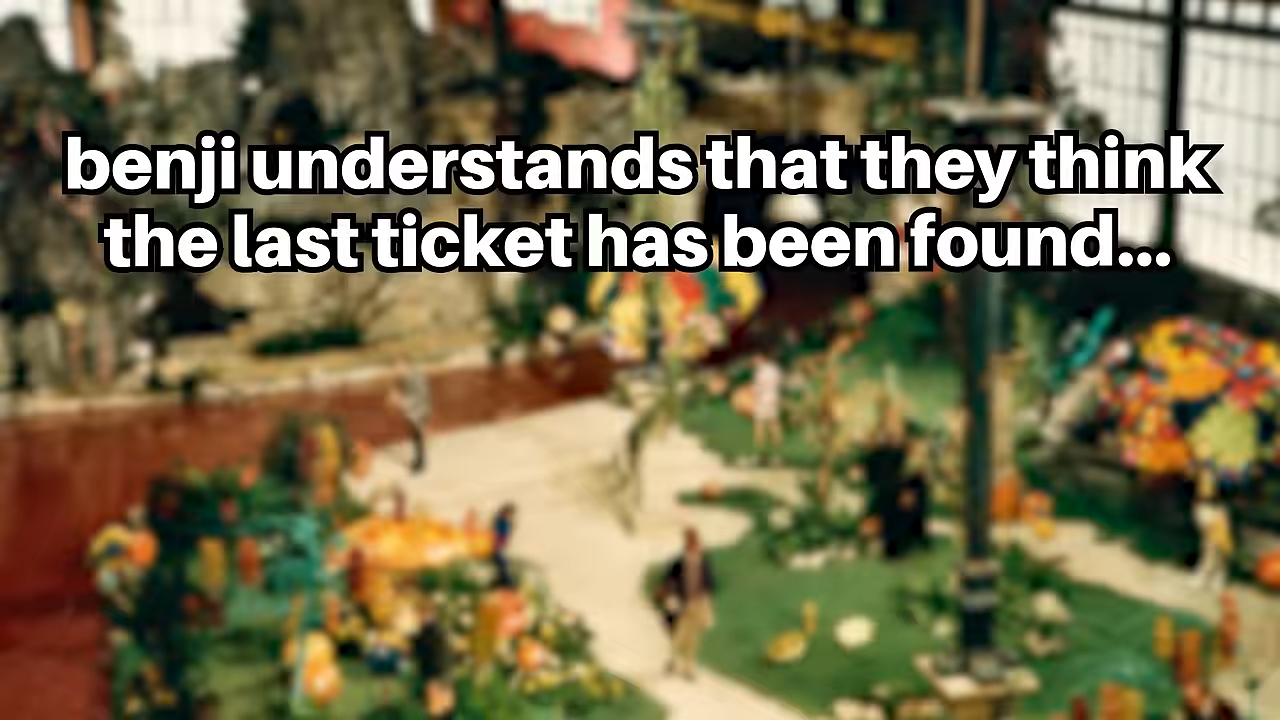 benji understands that they think
the last ticket has been found...